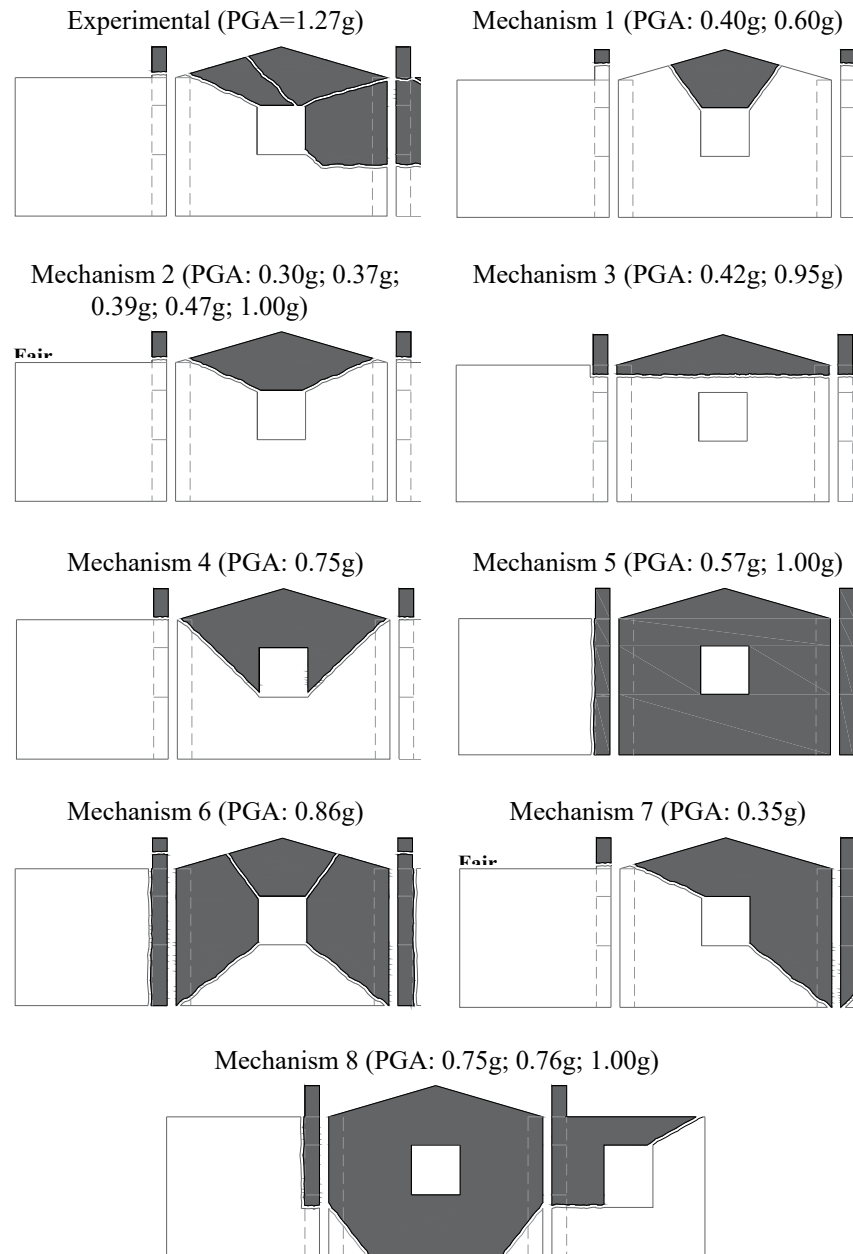 Experimental (PGA=1.27g)
Mechanism 1 (PGA: 0.40g; 0.60g)
Mechanism 2 (PGA: 0.30g; 0.37g;
0.39g; 0.47g; 1.00g)
Mechanism 3 (PGA: 0.42g; 0.95g)
Fair
Mechanism 4 (PGA: 0.75g)
Mechanism 5 (PGA: 0.57g; 1.00g)
Mechanism 6 (PGA: 0.86g)
Mechanism 7 (PGA: 0.35g)
Fair
Mechanism 8 (PGA: 0.75g; 0.76g; 1.00g)